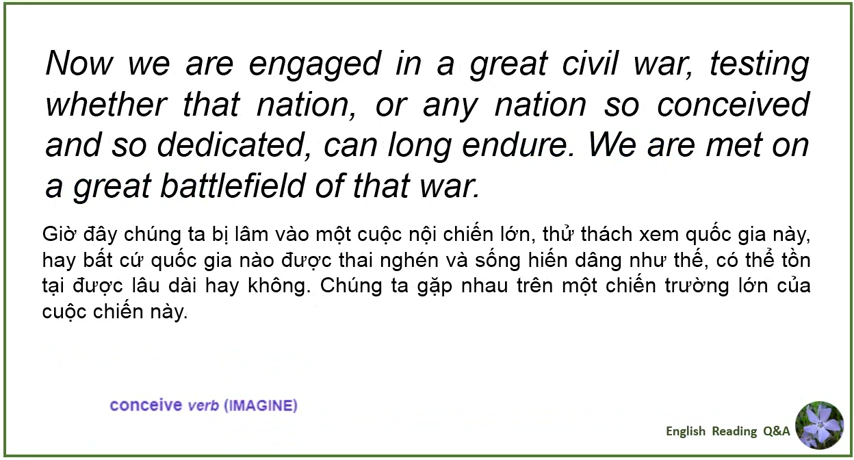 Now we are engaged in a great civil war, testing
whether that nation, or any nation so conceived
and so dedicated, can long endure. We are met on
a great battlefield of that war.
Giờ đây chúng ta bị lâm vào một cuộc nội chiến lớn, thử thách xem quốc gia này,
hay bất cứ quốc gia nào được thai nghén và sống hiến dâng như thế, có thể tồn
tại được lâu dài hay không. Chúng ta gặp nhau trên một chiến trường lớn của
cuộc chiến này.
conceive verb (IMAGINE)
English Reading Q&A